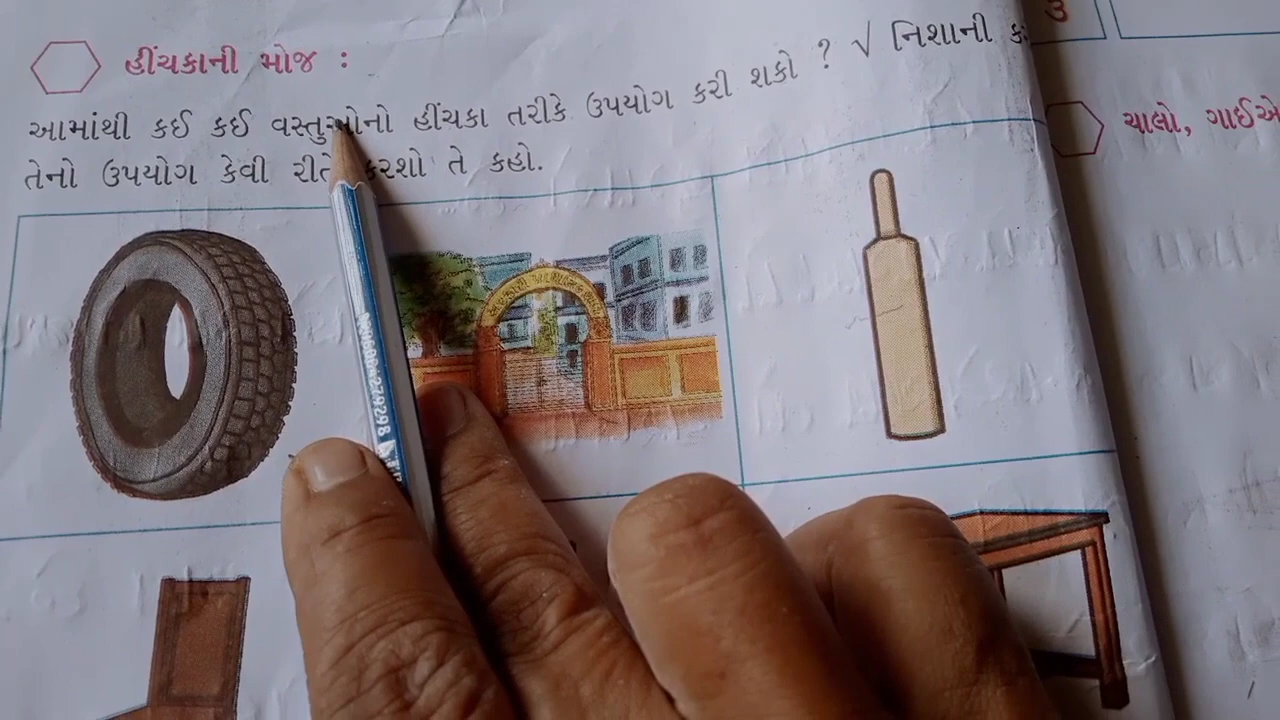 હીંચકાની મોજ :
આમાંથી કઈ કઈ વસ્તુઓનો હીંચકા તરીકે ઉપયોગ કરી શકો ? √ નિશાની
તેનો ઉપયોગ કેવી રીતે કરશો તે કહો.
ચાલો, ગાઈએ